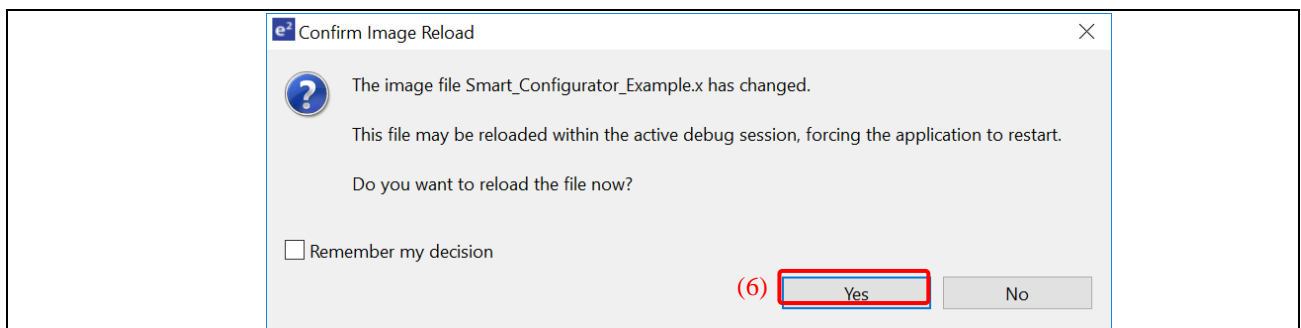 e² Confirm Image Reload
The image file Smart_Configurator_Example.x has changed.
This file may be reloaded within the active debug session, forcing the application to restart.
Do you want to reload the file now?
Remember my decision
(6) Yes No